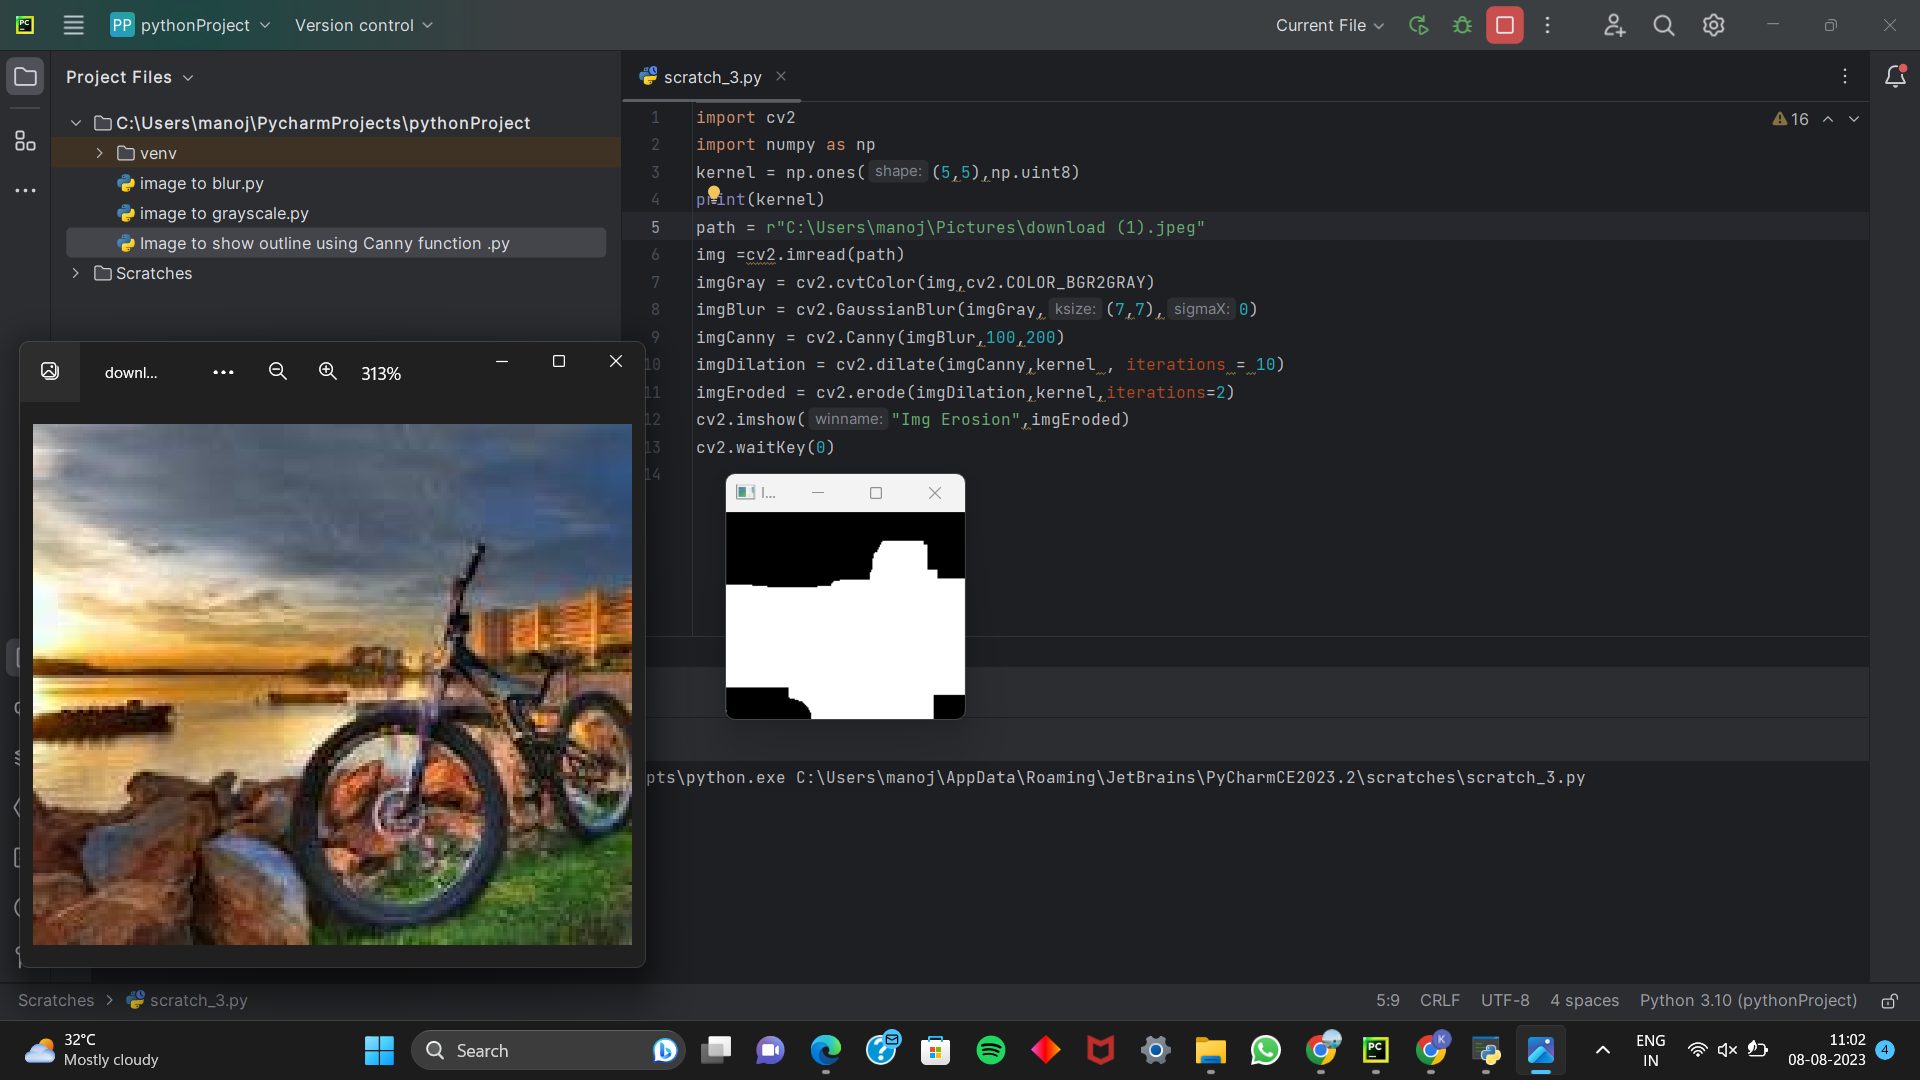 PP pythonProject Version control Current File
Project Files
scratch_3.py
C:\Users\manoj\PycharmProjects\pythonProject
venv
image to blur.py
image to grayscale.py
Image to show outline using Canny function .py
Scratches
16
1 import cv2
2 import numpy as np
3 kernel = np.ones( shape: (5,5),np.uint8)
4 print(kernel)
5 path = r"C:\Users\manoj\Pictures\download (1).jpeg"
6 img =cv2.imread(path)
7 imgGray = cv2.cvtColor(img,cv2.COLOR_BGR2GRAY)
8 imgBlur = cv2.GaussianBlur(imgGray, ksize: (7,7), sigmaX: 0)
9 imgCanny = cv2.Canny(imgBlur,100,200)
10 imgDilation = cv2.dilate(imgCanny,kernel , iterations = 10)
11 imgEroded = cv2.erode(imgDilation,kernel,iterations=2)
12 cv2.imshow( winname: "Img Erosion",imgEroded)
13 cv2.waitKey(0)
14
downl... 313%
I...
pts\python.exe C:\Users\manoj\AppData\Roaming\JetBrains\PyCharmCE2023.2\scratches\scratch_3.py
Scratches > scratch_3.py
5:9 CRLF UTF-8 4 spaces Python 3.10 (pythonProject)
32°C
Mostly cloudy
Search
PC
K
PC
ENG
IN
11:02
08-08-2023
4